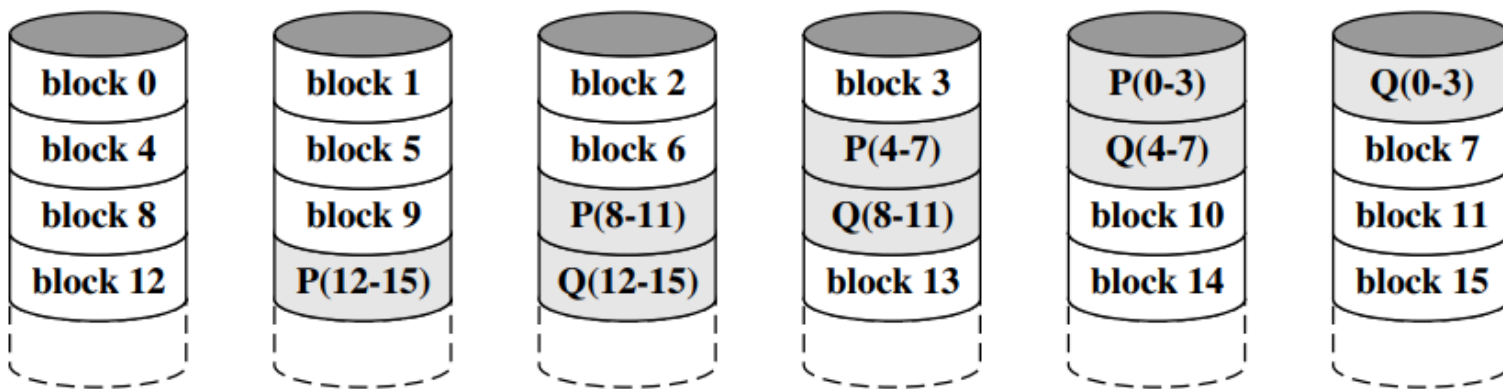 block 0 block 1 block 2 block 3 P(0-3) Q(0-3)
block 4 block 5 block 6 P(4-7) Q(4-7) block 7
block 8 block 9 P(8-11) Q(8-11) block 10 block 11
block 12 P(12-15) Q(12-15) block 13 block 14 block 15